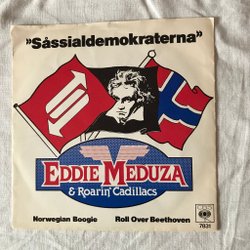 »Såssialdemokraterna»
EDDIE MEDUZA
& Roarin' Cadillacs
Norwegian Boogie Roll Over Beethoven
CBS
7831